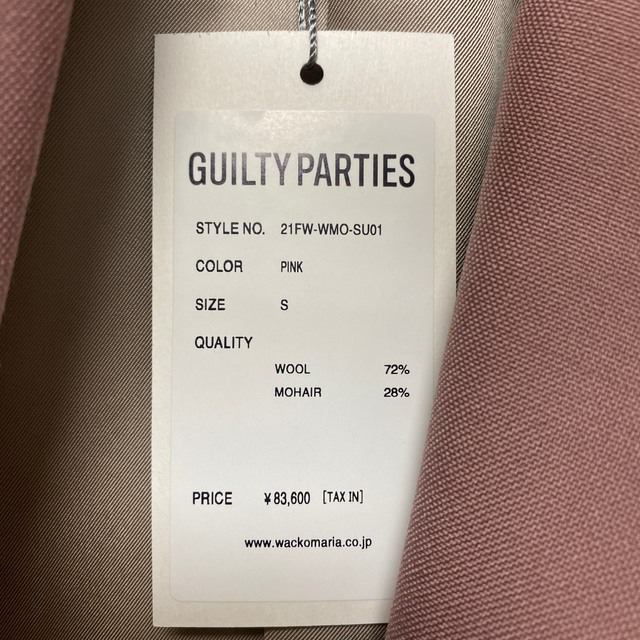 GUILTY PARTIES
STYLE NO. 21FW-WMO-SU01
COLOR PINK
SIZE S
QUALITY
WOOL 72%
MOHAIR 28%
PRICE ¥83,600 [TAX IN]
www.wackomaria.co.jp